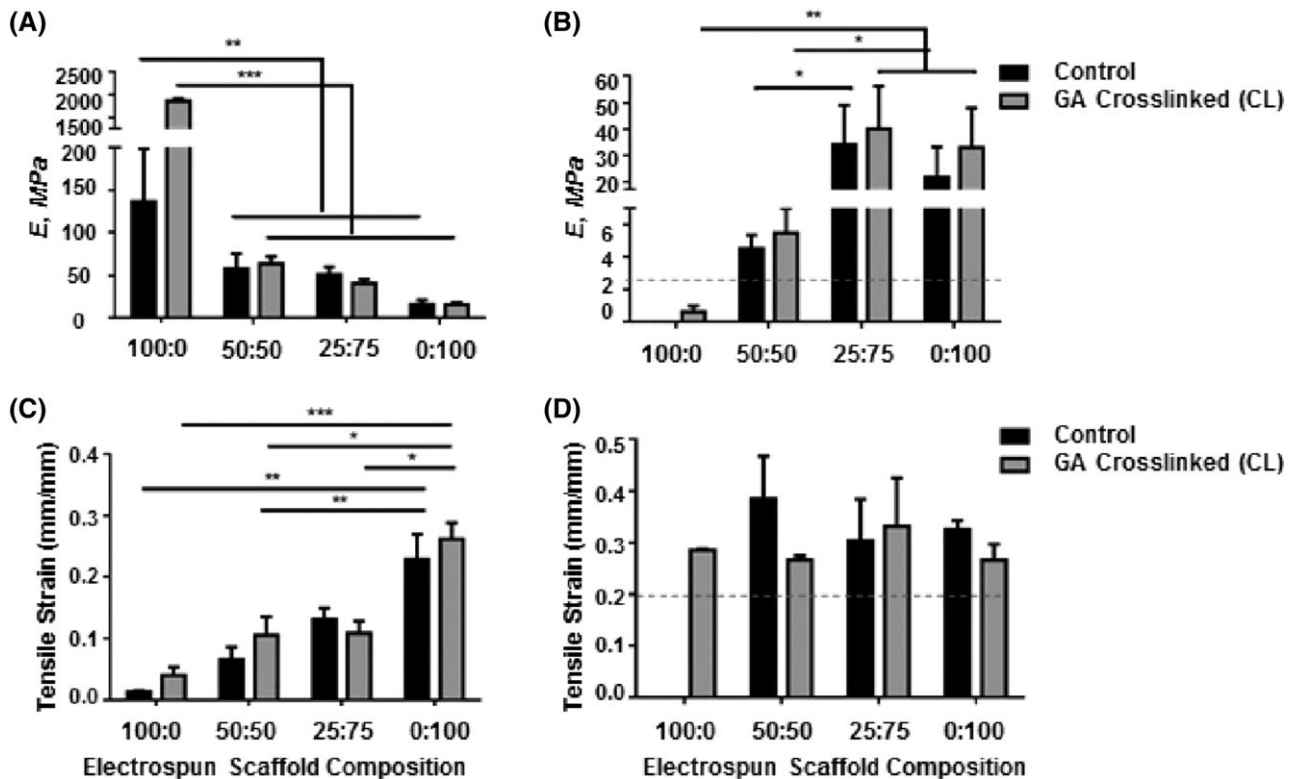 (A)
**
***
2500
2000
1500
200
150
100
50
0
E, MPa
100:0 50:50 25:75 0:100
(B)
**
*
*
60
50
40
30
20
6
4
2
0
E, MPa
100:0 50:50 25:75 0:100
Control
GA Crosslinked (CL)
(C)
***
*
*
**
**
0.4
0.3
0.2
0.1
0.0
Tensile Strain (mm/mm)
100:0 50:50 25:75 0:100
Electrospun Scaffold Composition
(D)
0.5
0.4
0.3
0.2
0.1
0.0
Tensile Strain (mm/mm)
100:0 50:50 25:75 0:100
Electrospun Scaffold Composition
Control
GA Crosslinked (CL)